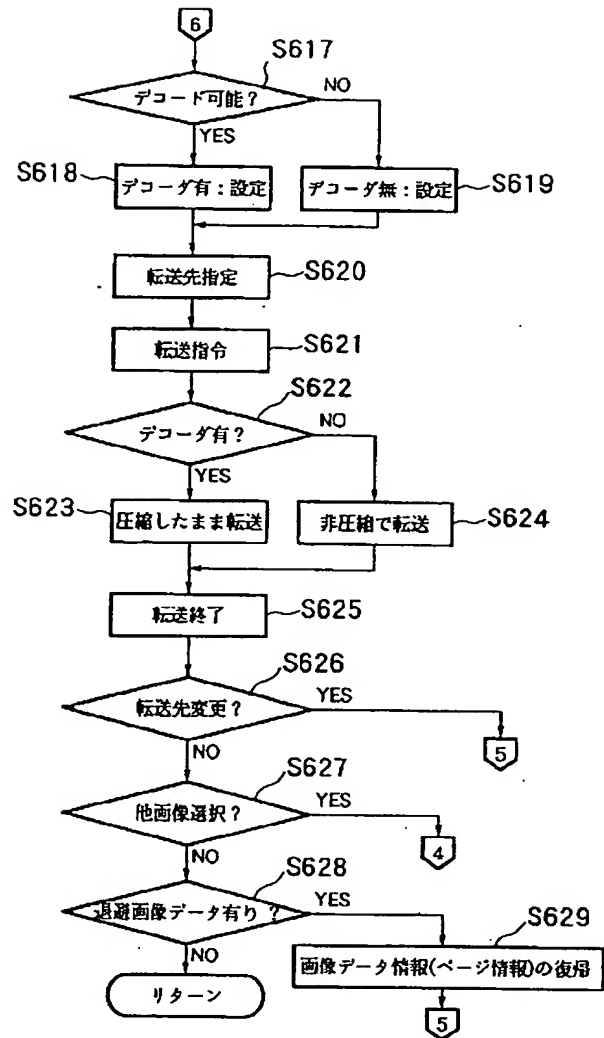 6
S617
デコード可能？
NO
YES
S618
デコーダ有：設定
デコーダ無：設定
S619
転送先指定
S620
転送指令
S621
S622
デコーダ有？
NO
YES
S623
圧縮したまま転送
非圧縮で転送
S624
転送終了
S625
S626
転送先変更？
YES
5
NO
S627
他画像選択？
YES
4
NO
S628
退避画像データ有り？
YES
S629
NO
画像データ情報(ページ情報)の復帰
リターン
5